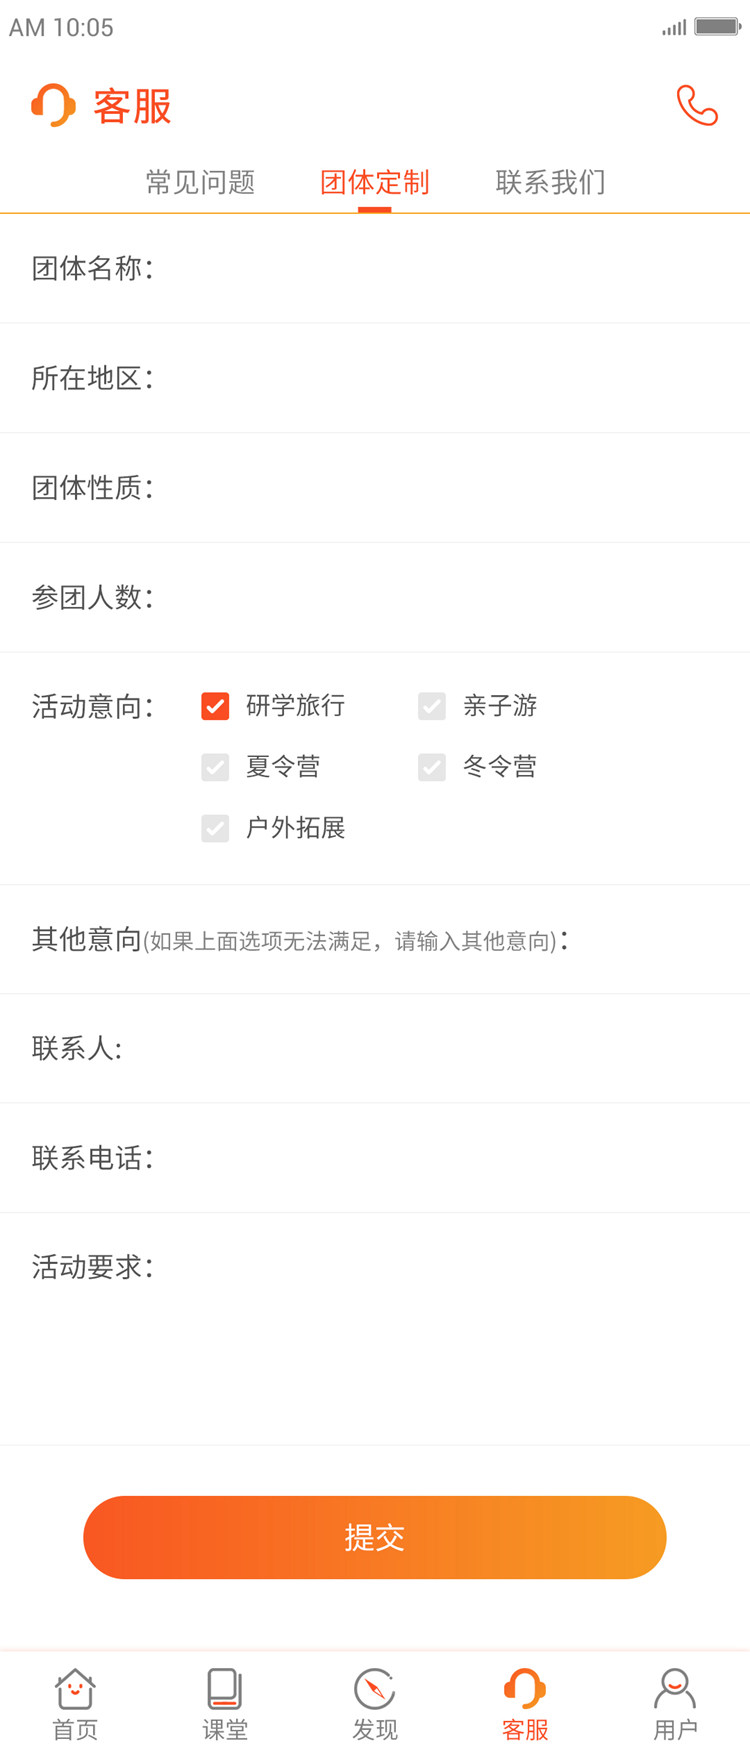 AM 10:05
客服
常见问题 团体定制 联系我们
团体名称：
所在地区：
团体性质：
参团人数：
活动意向： 研学旅行 亲子游
夏令营 冬令营
户外拓展
其他意向(如果上面选项无法满足，请输入其他意向)：
联系人:
联系电话：
活动要求：
提交
首页 课堂 发现 客服 用户